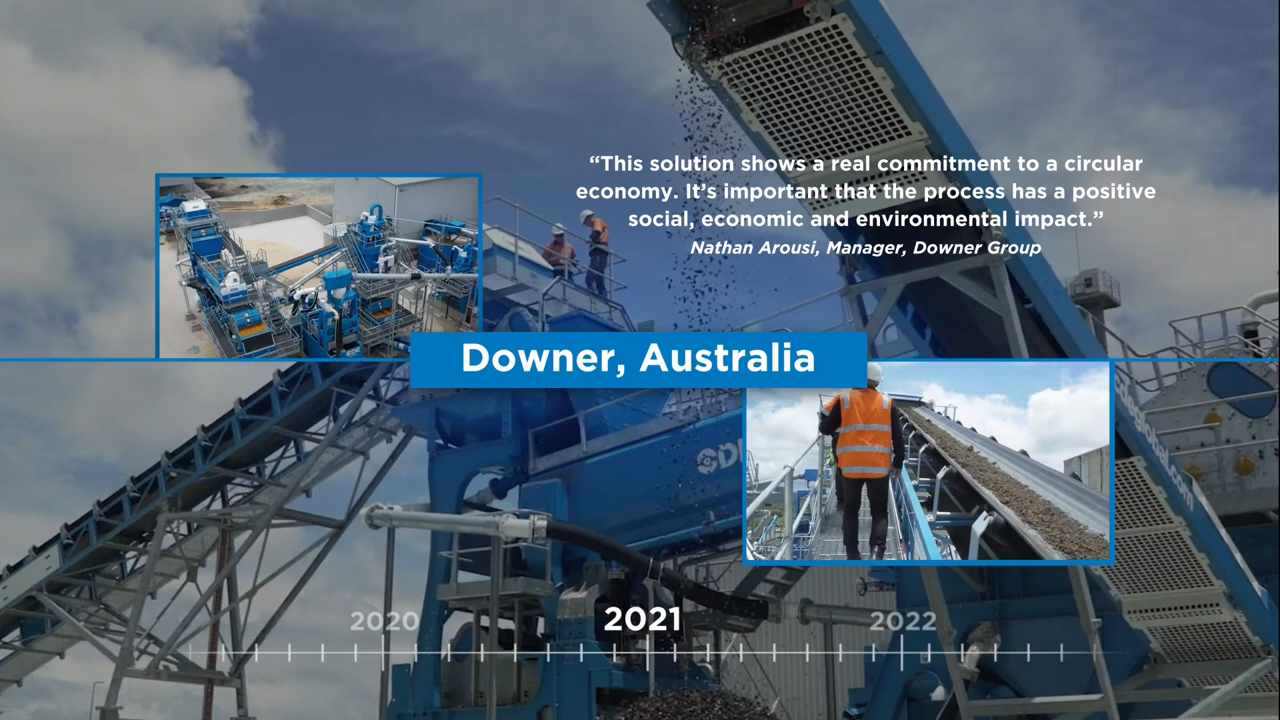 “This solution shows a real commitment to a circular
economy. It’s important that the process has a positive
social, economic and environmental impact.”
Nathan Arousi, Manager, Downer Group
Downer, Australia
2020
2021
2022